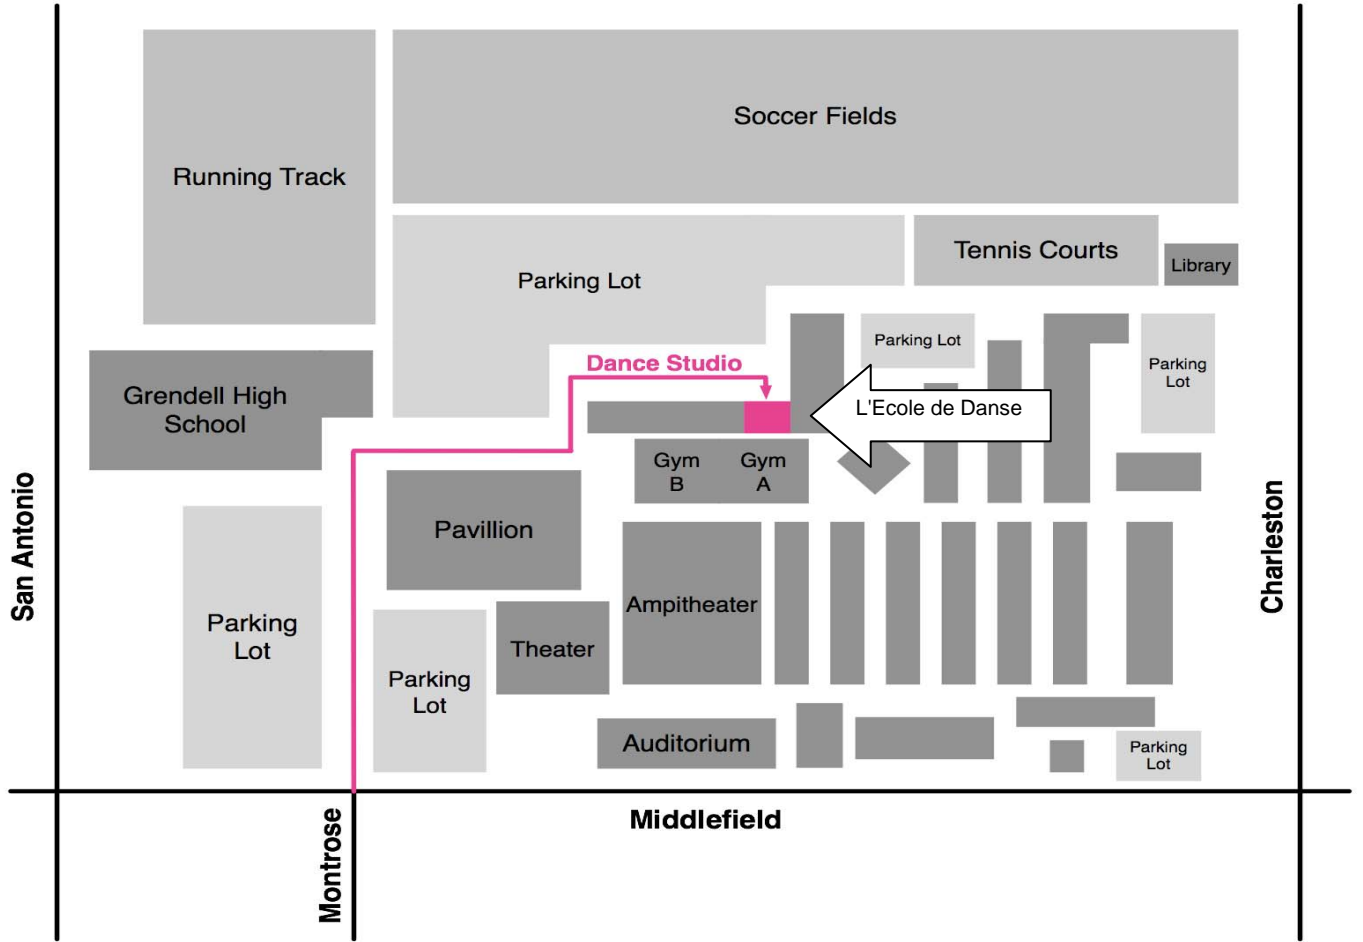 Soccer Fields
Running Track
Tennis Courts
Library
Parking Lot
Parking Lot
Parking
Lot
Dance Studio
Grendell High
School
L'Ecole de Danse
Gym
B
Gym
A
Pavillion
San Antonio
Charleston
Parking
Lot
Ampitheater
Theater
Parking
Lot
Auditorium
Parking
Lot
Middlefield
Montrose